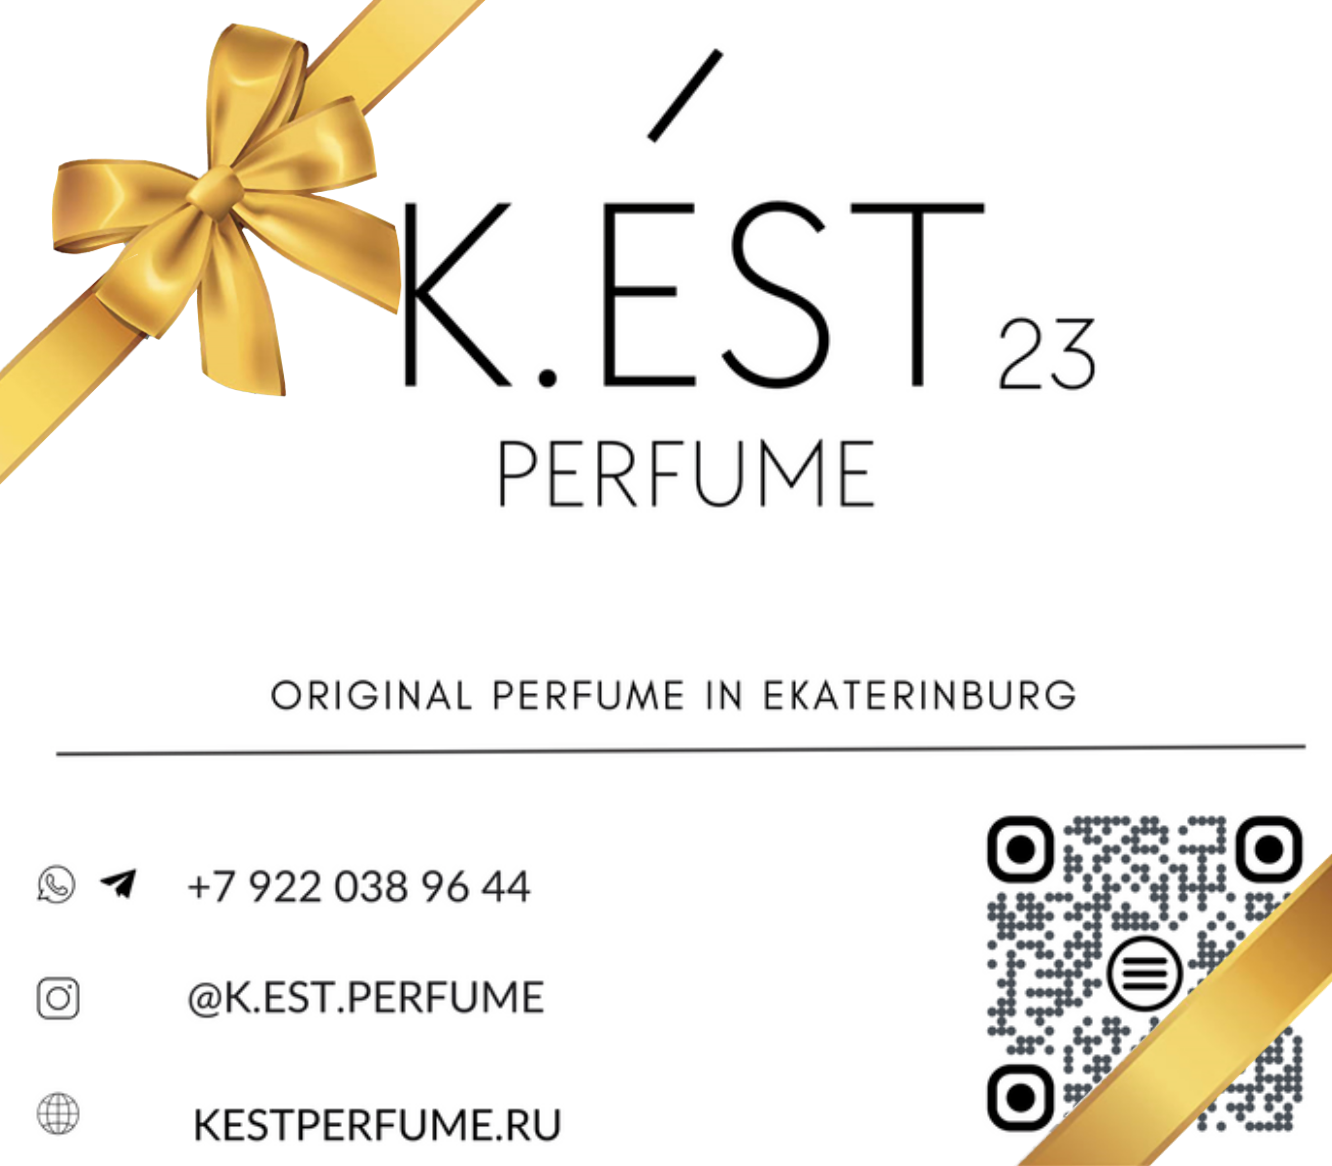 K.ÉST 23
PERFUME
ORIGINAL PERFUME IN EKATERINBURG
+7 922 038 96 44
@K.EST.PERFUME
KESTPERFUME.RU